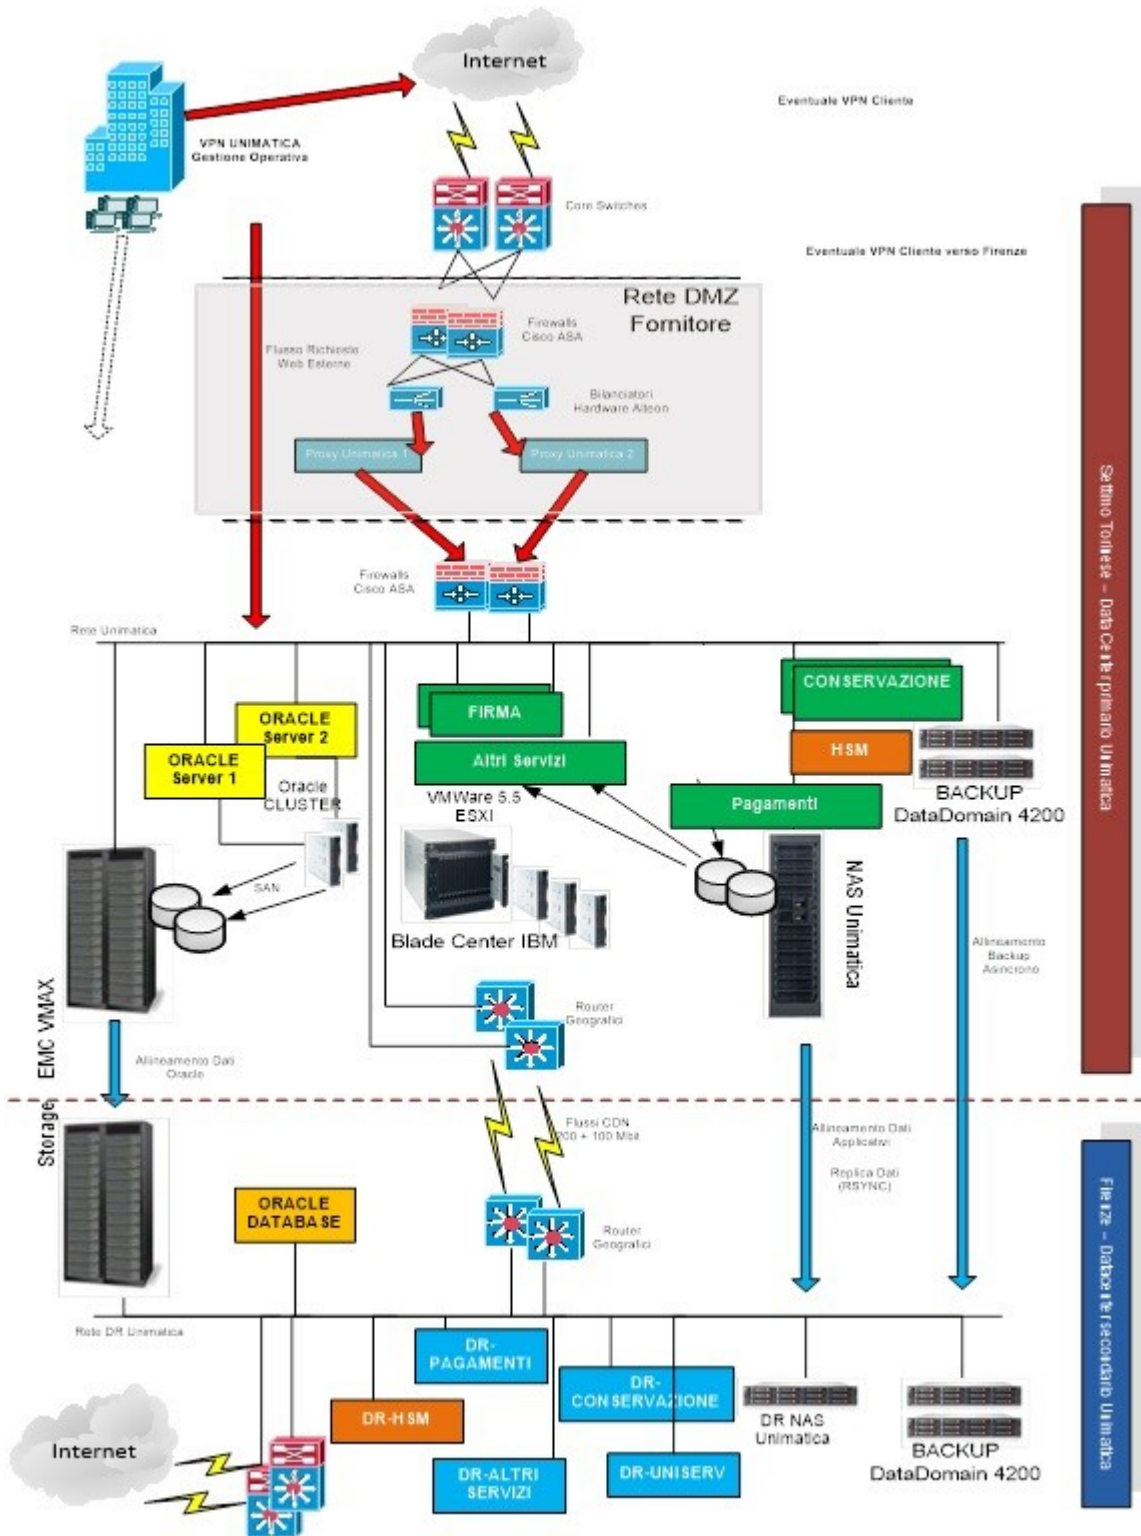 Internet
Eventuale VPN Cliente
VPN UNIMATICA
Gestione Operativa
Core Switches
Eventuale VPN Cliente verso Firenze
Rete DMZ
Fornitore
Firewalls
Cisco ASA
Flusso Richieste
Web Esterne
Bilanciatori
Hardware Alteon
Proxy Unimatica 1
Proxy Unimatica 2
Firewalls
Cisco ASA
Settimo Torinese – Data Center primario Unimatica
Rete Unimatica
CONSERVAZIONE
FIRMA
ORACLE
Server 2
HSM
ORACLE
Server 1
Altri Servizi
Oracle
CLUSTER
VMWare 5.5
ESXI
Pagamenti
BACKUP
DataDomain 4200
SAN
NAS Unimatica
Blade Center IBM
Allineamento
Backup
Asincrono
Router
Geografici
Storage EMC VMAX
Allineamento Dati
Oracle
Flussi CDN
200 + 100 Mbit
Allineamento Dati
Applicativi
Replica Dati
(RSYNC)
Firenze – Datacenter secondario Unimatica
ORACLE
DATABASE
Router
Geografici
Rete DR Unimatica
DR-
PAGAMENTI
DR-
CONSERVAZIONE
DR-HSM
DR NAS
Unimatica
Internet
BACKUP
DataDomain 4200
DR-ALTRI
SERVIZI
DR-UNISERV